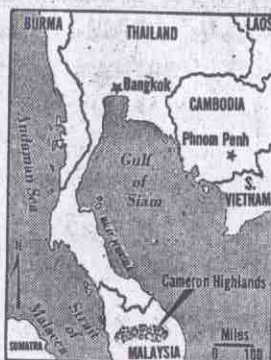 BURMA
THAILAND
LAOS
Bangkok
CAMBODIA
Phnom Penh
Andaman Sea
Gulf
of
Siam
S.
VIETNAM
N
Cameron Highlands
Strait of
Malacca
SUMATRA
MALAYSIA
Miles
0 100